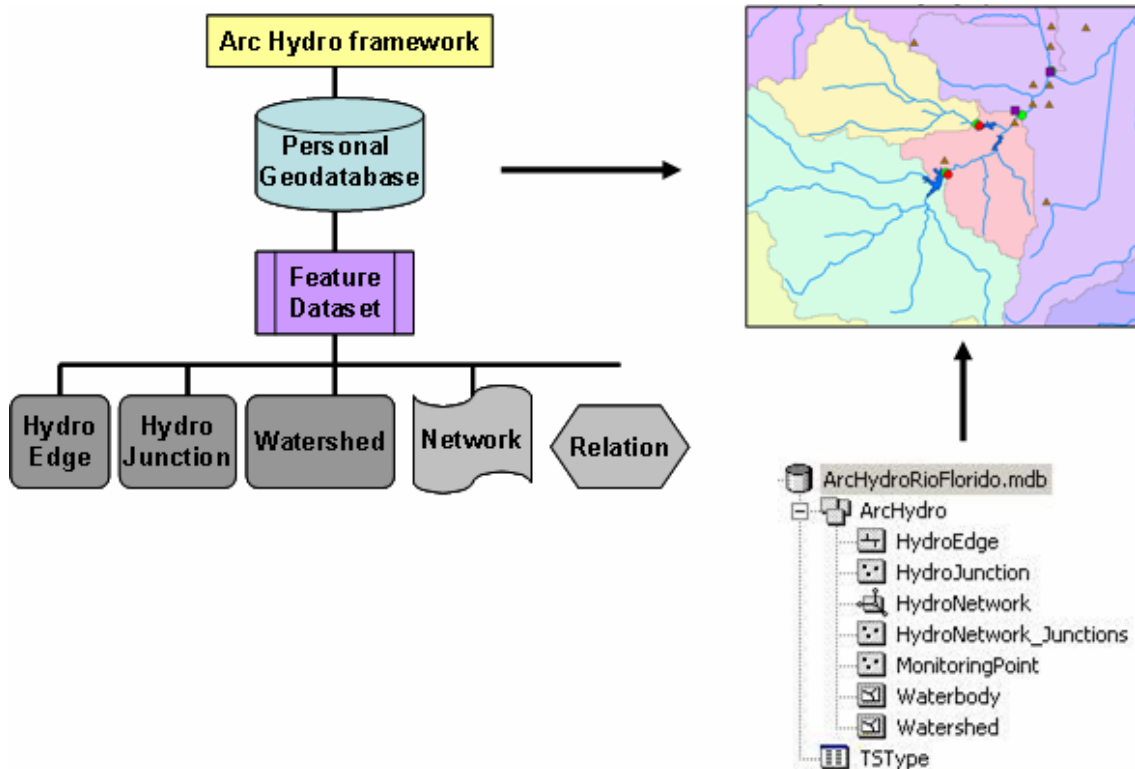 Arc Hydro framework
Personal
Geodatabase
Feature
Dataset
Hydro
Edge
Hydro
Junction
Watershed
Network
Relation
ArcHydroRioFlorido.mdb
ArcHydro
HydroEdge
HydroJunction
HydroNetwork
HydroNetwork_Junctions
MonitoringPoint
Waterbody
Watershed
TSType